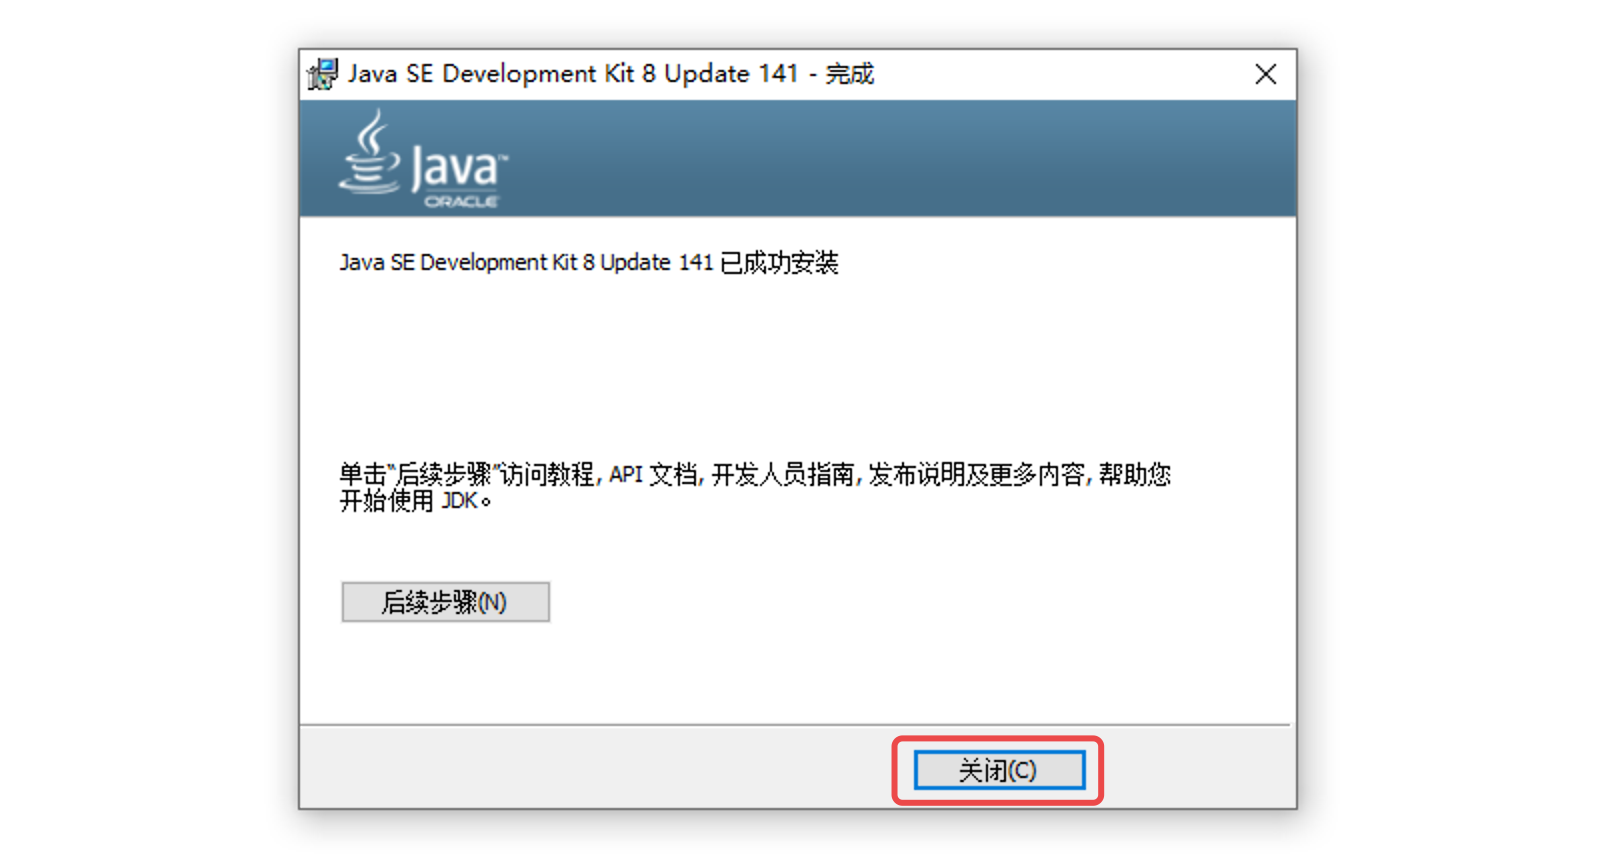 Java SE Development Kit 8 Update 141 - 完成
Java™
ORACLE
Java SE Development Kit 8 Update 141 已成功安装
单击“后续步骤”访问教程, API 文档, 开发人员指南, 发布说明及更多内容, 帮助您
开始使用 JDK。
后续步骤(N)
关闭(C)